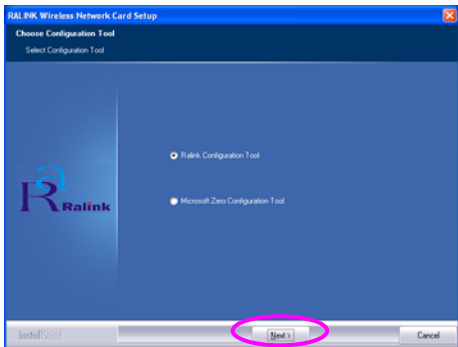 RALINK Wireless Network Card Setup
Choose Configuration Tool
Select Configuration Tool
Ralink Configuration Tool
Microsoft Zero Configuration Tool
Ralink
InstallShield
Next >
Cancel